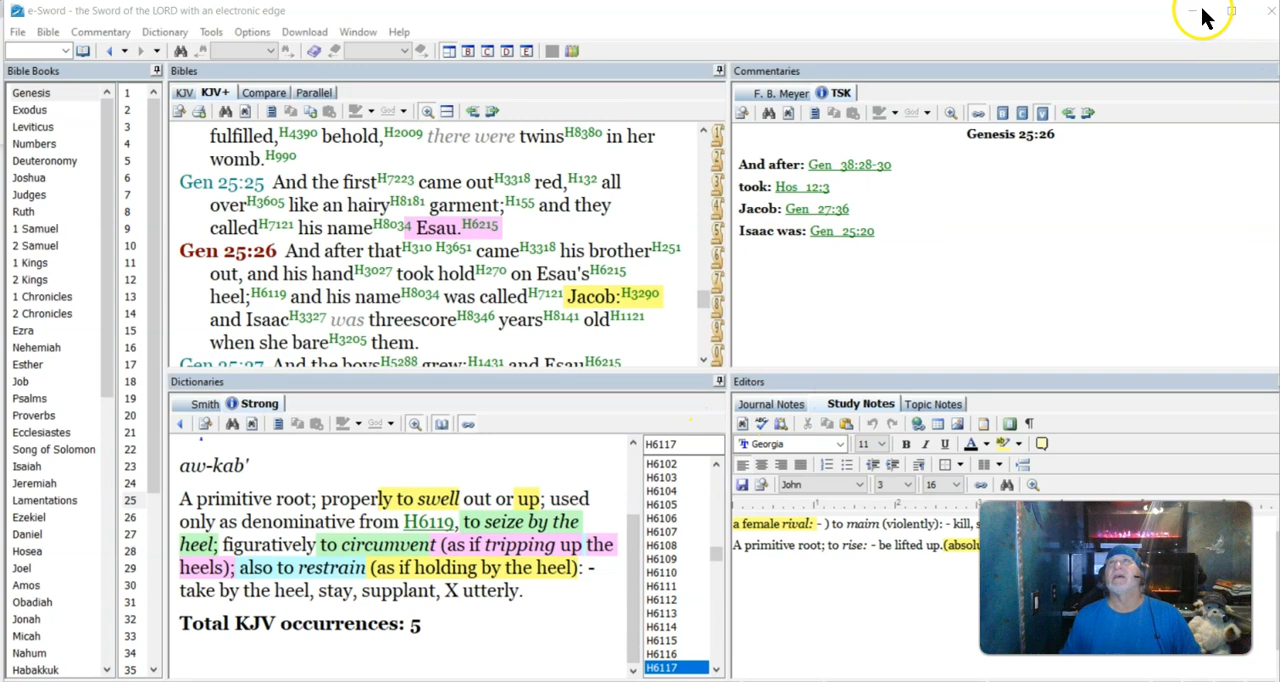 e-Sword - the Sword of the LORD with an electronic edge
File Bible Commentary Dictionary Tools Options Download Window Help
B C D E
Bible Books
Genesis
Exodus
Leviticus
Numbers
Deuteronomy
Joshua
Judges
Ruth
1 Samuel
2 Samuel
1 Kings
2 Kings
1 Chronicles
2 Chronicles
Ezra
Nehemiah
Esther
Job
Psalms
Proverbs
Ecclesiastes
Song of Solomon
Isaiah
Jeremiah
Lamentations
Ezekiel
Daniel
Hosea
Joel
Amos
Obadiah
Jonah
Micah
Nahum
Habakkuk
1
2
3
4
5
6
7
8
9
10
11
12
13
14
15
16
17
18
19
20
21
22
23
24
25
26
27
28
29
30
31
32
33
34
35
Bibles
KJV KJV+ Compare Parallel
God
fulfilled,H4390 behold,H2009 there were twinsH8380 in her
womb.H990
Gen 25:25 And the firstH7223 came outH3318 red,H132 all
overH3605 like an hairyH8181 garment;H155 and they
calledH7121 his nameH8034 Esau.H6215
Gen 25:26 And after thatH310 H3651 cameH3318 his brotherH251
out, and his handH3027 took holdH270 on Esau'sH6215
heel;H6119 and his nameH8034 was calledH7121 Jacob:H3290
and IsaacH3327 was threescoreH8346 yearsH8141 oldH1121
when she bareH3205 them.
Gen 25:27 And the boysH5288 grew:H1431 and EsauH6215
Commentaries
F. B. Meyer TSK
God
Genesis 25:26
And after: Gen 38:28-30
took: Hos 12:3
Jacob: Gen 27:36
Isaac was: Gen 25:20
Dictionaries
Smith Strong
God
aw-kab'
A primitive root; properly to swell out or up; used
only as denominative from H6119, to seize by the
heel; figuratively to circumvent (as if tripping up the
heels); also to restrain (as if holding by the heel): -
take by the heel, stay, supplant, X utterly.
Total KJV occurrences: 5
H6117
H6102
H6103
H6104
H6105
H6106
H6107
H6108
H6109
H6110
H6111
H6112
H6113
H6114
H6115
H6116
H6117
Editors
Journal Notes Study Notes Topic Notes
Georgia 11 B I U A
John 3 16
a female rival: - ) to maim (violently): - kill, s
A primitive root; to rise: - be lifted up.(absolu